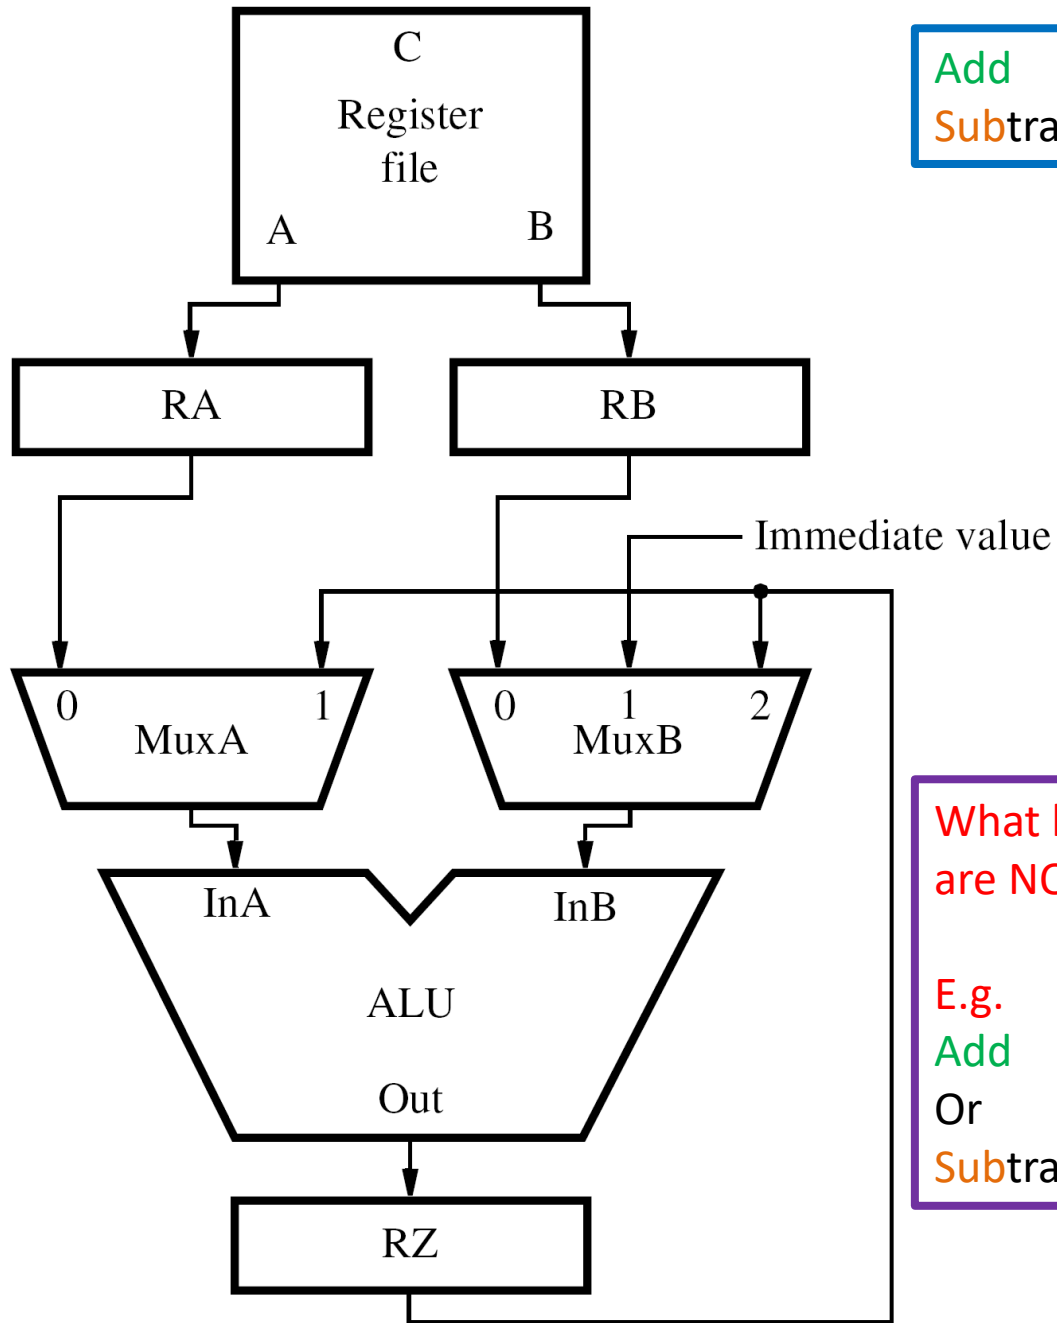 C
Register
file
A
B
Add
Subtra
RA
RB
Immediate value
0
1
MuxA
0
1
2
MuxB
InA
InB
ALU
Out
RZ
What
are
E.g.
Add
Or
Subtra